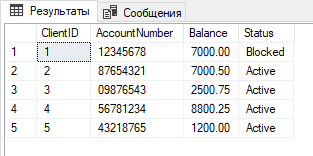 Результаты Сообщения
ClientID AccountNumber Balance Status
1 1 12345678 7000.00 Blocked
2 2 87654321 7000.50 Active
3 3 09876543 2500.75 Active
4 4 56781234 8800.25 Active
5 5 43218765 1200.00 Active